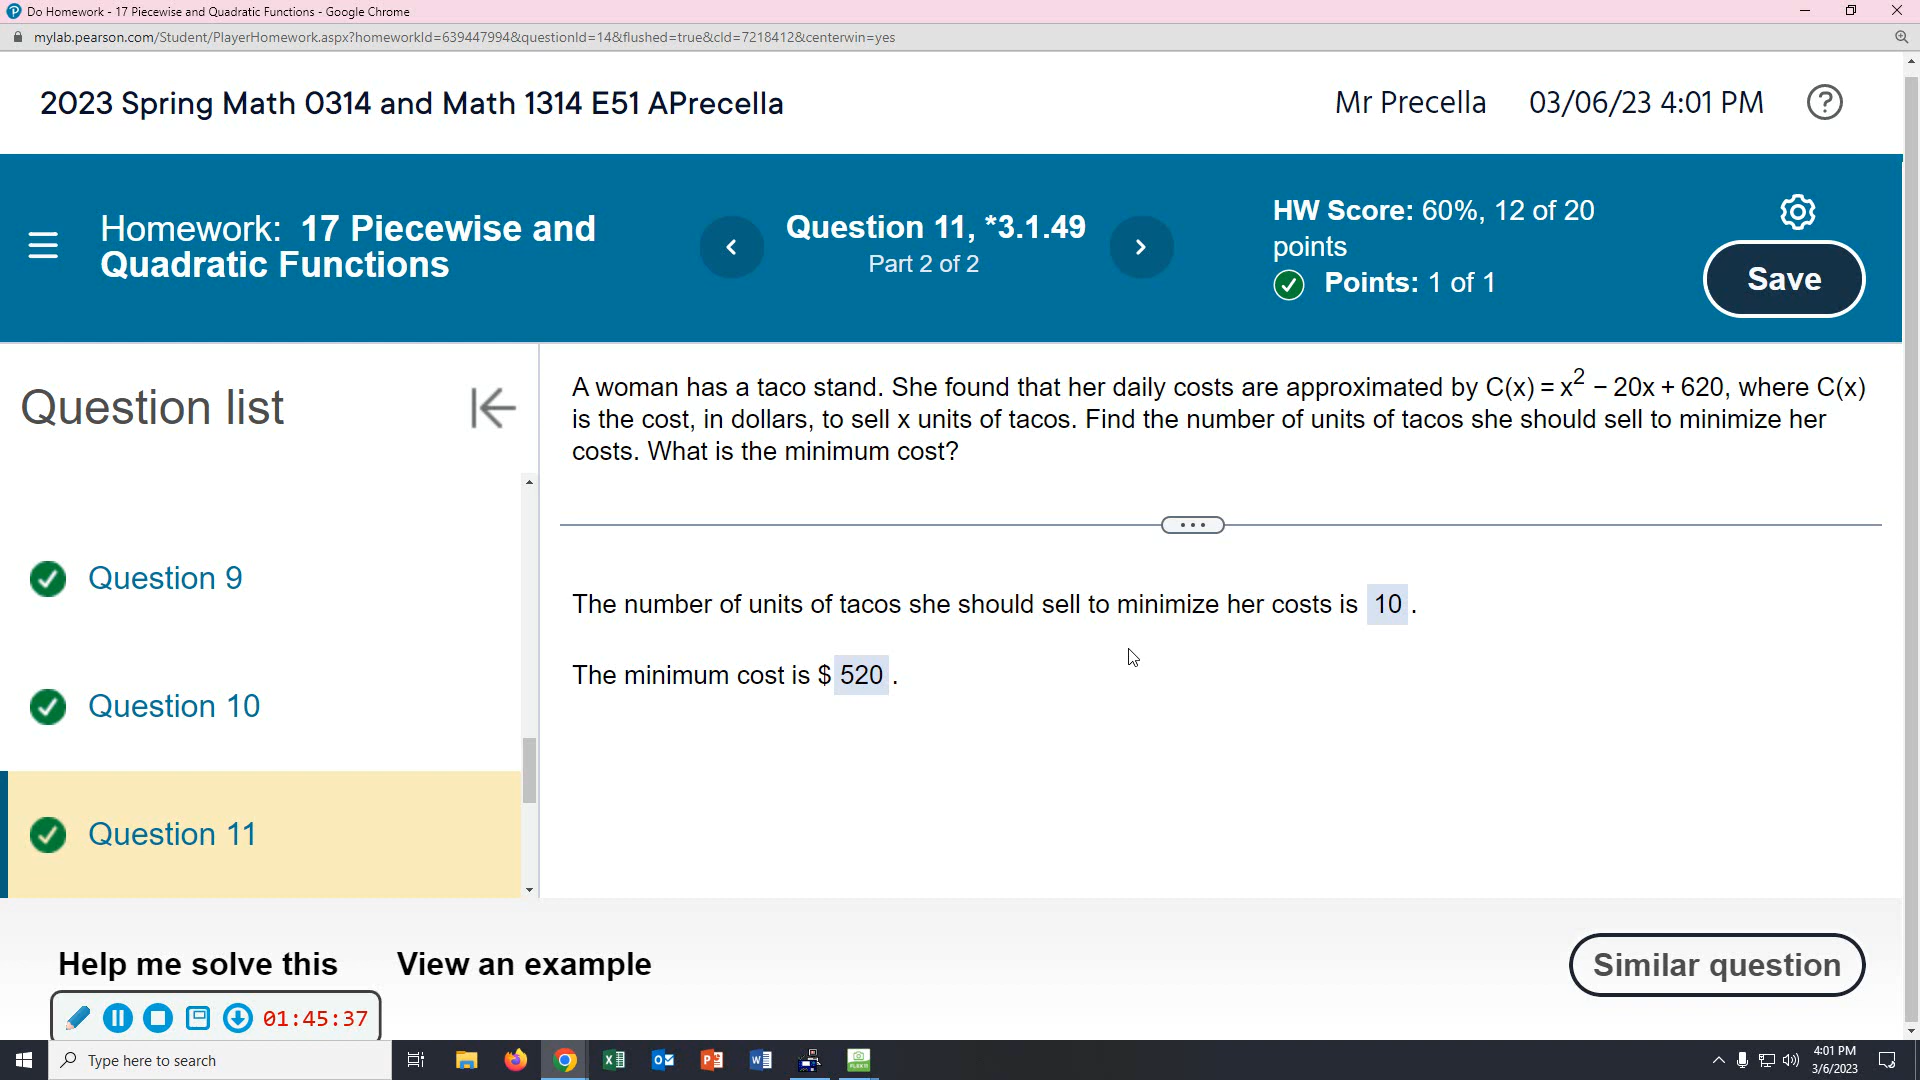 Do Homework - 17 Piecewise and Quadratic Functions - Google Chrome
mylab.pearson.com/Student/PlayerHomework.aspx?homeworkId=639447994&questionId=14&flushed=true&cId=7218412&centerwin=yes
2023 Spring Math 0314 and Math 1314 E51 APrecella
Mr Precella 03/06/23 4:01 PM ?
Homework: 17 Piecewise and
Quadratic Functions
Question 11, *3.1.49
Part 2 of 2
HW Score: 60%, 12 of 20
points
Points: 1 of 1
Save
Question list
Question 9
Question 10
Question 11
A woman has a taco stand. She found that her daily costs are approximated by C(x) = x² − 20x + 620, where C(x)
is the cost, in dollars, to sell x units of tacos. Find the number of units of tacos she should sell to minimize her
costs. What is the minimum cost?
The number of units of tacos she should sell to minimize her costs is 10 .
The minimum cost is $ 520 .
Help me solve this
View an example
Similar question
01:45:37
Type here to search
4:01 PM
3/6/2023